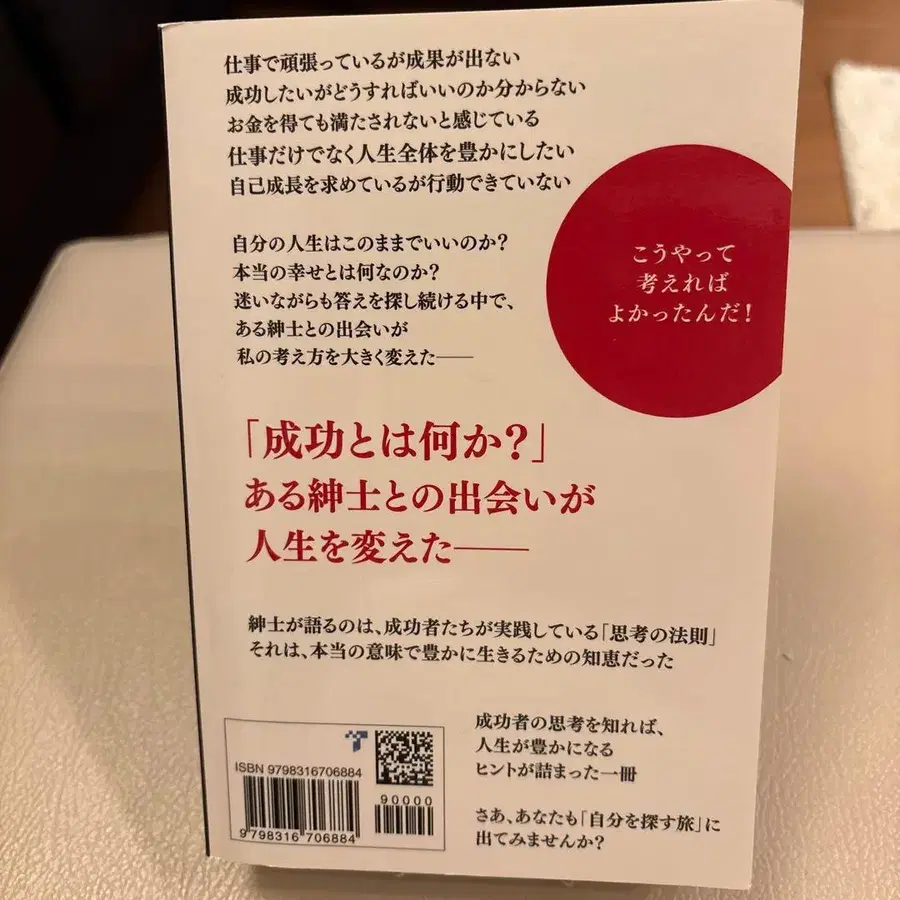 仕事で頑張っているが成果が出ない
成功したいがどうすればいいのか分からない
お金を得ても満たされないと感じている
仕事だけでなく人生全体を豊かにしたい
自己成長を求めているが行動できていない
こうやって
考えれば
よかったんだ!
自分の人生はこのままでいいのか?
本当の幸せとは何なのか?
迷いながらも答えを探し続ける中で、
ある紳士との出会いが
私の考え方を大きく変えた──
「成功とは何か?」
ある紳士との出会いが
人生を変えた──
紳士が語るのは、成功者たちが実践している「思考の法則」
それは、本当の意味で豊かに生きるための知恵だった
成功者の思考を知れば、
人生が豊かになる
ヒントが詰まった一冊
さあ、あなたも「自分を探す旅」に
出てみませんか?
ISBN 9798316706884
90000
9 798316 706884